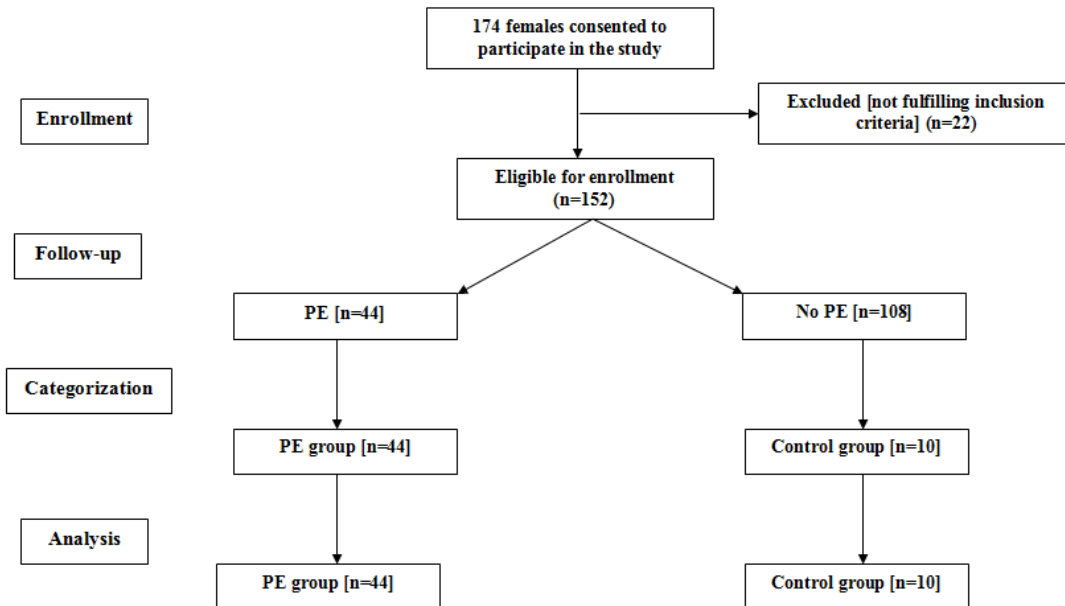 174 females consented to
participate in the study
Enrollment
Excluded [not fulfilling inclusion
criteria] (n=22)
Eligible for enrollment
(n=152)
Follow-up
PE [n=44]
No PE [n=108]
Categorization
PE group [n=44]
Control group [n=10]
Analysis
PE group [n=44]
Control group [n=10]